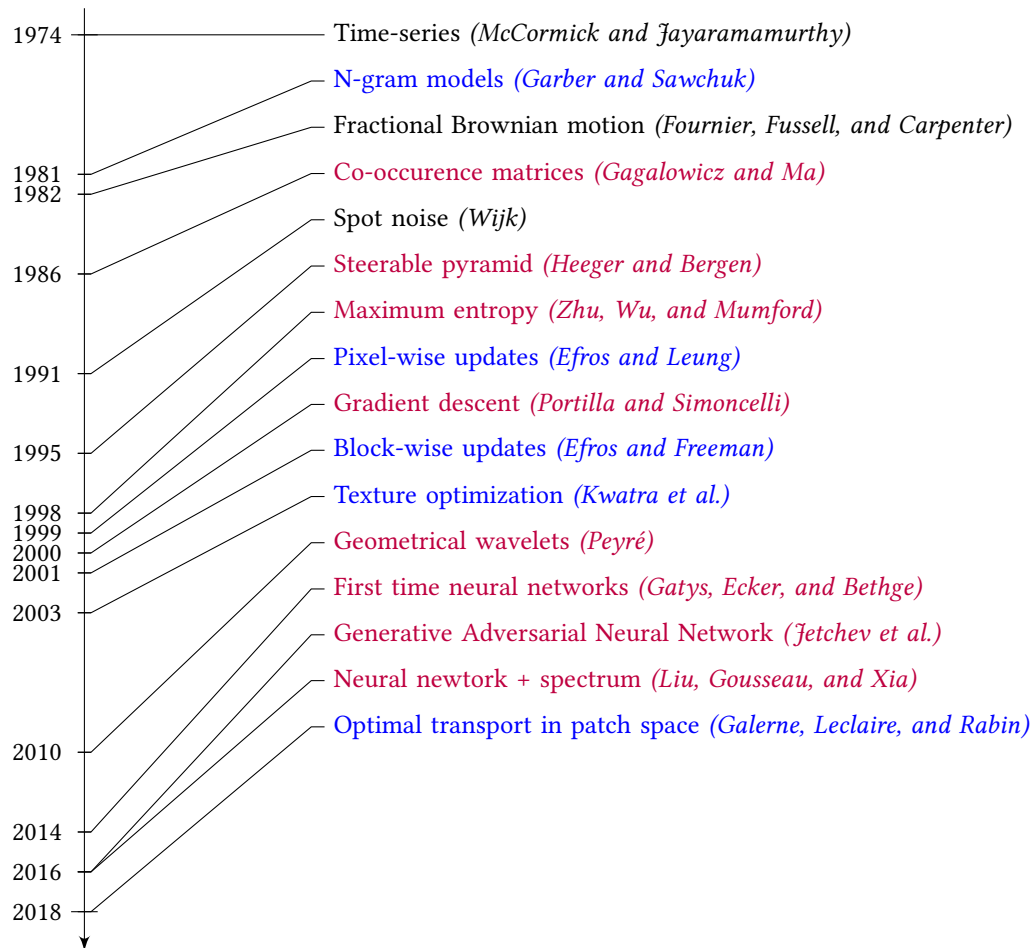 1974 Time-series (McCormick and Jayaramamurthy)
N-gram models (Garber and Sawchuk)
Fractional Brownian motion (Fournier, Fussell, and Carpenter)
1981 Co-occurence matrices (Gagalowicz and Ma)
1982
Spot noise (Wijk)
1986 Steerable pyramid (Heeger and Bergen)
Maximum entropy (Zhu, Wu, and Mumford)
Pixel-wise updates (Efros and Leung)
1991
Gradient descent (Portilla and Simoncelli)
1995 Block-wise updates (Efros and Freeman)
Texture optimization (Kwatra et al.)
1998
1999
Geometrical wavelets (Peyré)
2000
2001
First time neural networks (Gatys, Ecker, and Bethge)
2003
Generative Adversarial Neural Network (Jetchev et al.)
Neural newtork + spectrum (Liu, Gousseau, and Xia)
Optimal transport in patch space (Galerne, Leclaire, and Rabin)
2010
2014
2016
2018